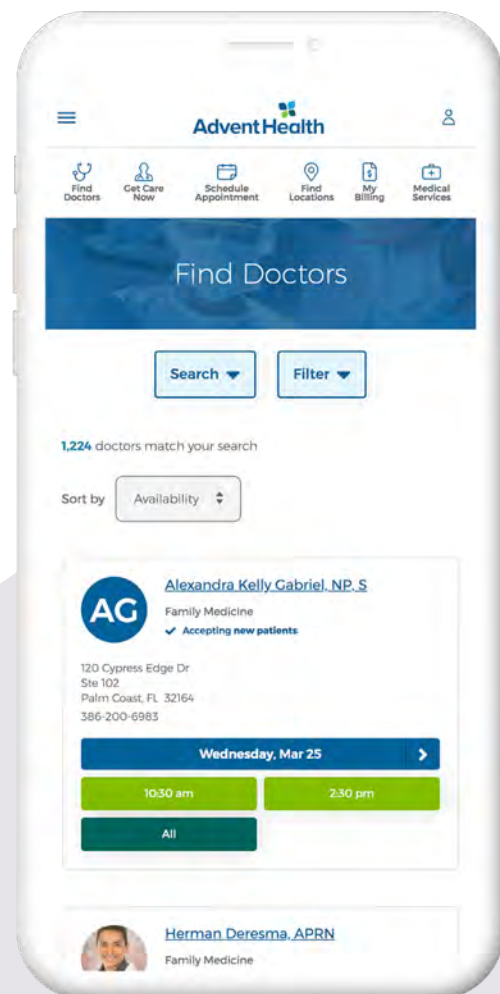 AdventHealth
Find Doctors
Get Care Now
Schedule Appointment
Find Locations
My Billing
Medical Services
Find Doctors
Search
Filter
1,224 doctors match your search
Sort by Availability
AG
Alexandra Kelly Gabriel, NP, S
Family Medicine
Accepting new patients
120 Cypress Edge Dr
Ste 102
Palm Coast, FL 32164
386-200-6983
Wednesday, Mar 25
10:30 am 2:30 pm
All
Herman Deresma, APRN
Family Medicine